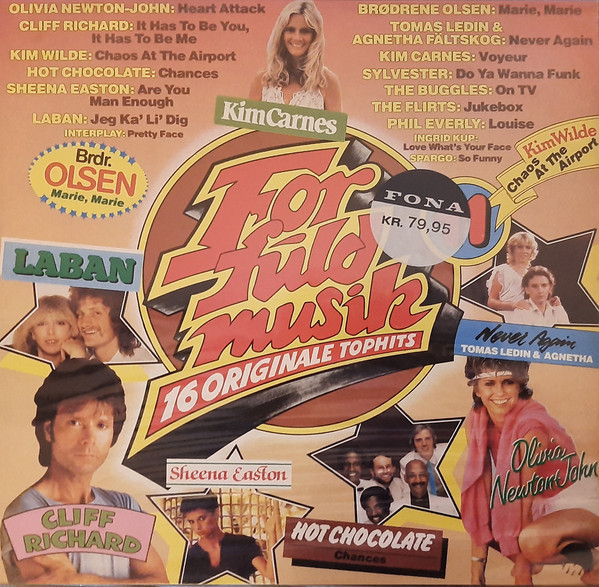 OLIVIA NEWTON-JOHN: Heart Attack
CLIFF RICHARD: It Has To Be You,
It Has To Be Me
KIM WILDE: Chaos At The Airport
HOT CHOCOLATE: Chances
SHEENA EASTON: Are You
Man Enough
LABAN: Jeg Ka' Li' Dig
INTERPLAY: Pretty Face
BRØDRENE OLSEN: Marie, Marie
TOMAS LEDIN &
AGNETHA FÄLTSKOG: Never Again
KIM CARNES: Voyeur
SYLVESTER: Do Ya Wanna Funk
THE BUGGLES: On TV
THE FLIRTS: Jukebox
PHIL EVERLY: Louise
INGRID KUP:
Love What's Your Face
SPARGO: So Funny
Kim Carnes
Brdr.
OLSEN
Marie, Marie
Kim Wilde
Chaos
At The
Airport
FONA
KR. 79,95
For
fuld
musik
16 ORIGINALE TOPHITS
LABAN
Never Again
TOMAS LEDIN & AGNETHA
Olivia
Newton-John
Sheena Easton
CLIFF
RICHARD
HOT CHOCOLATE
Chances